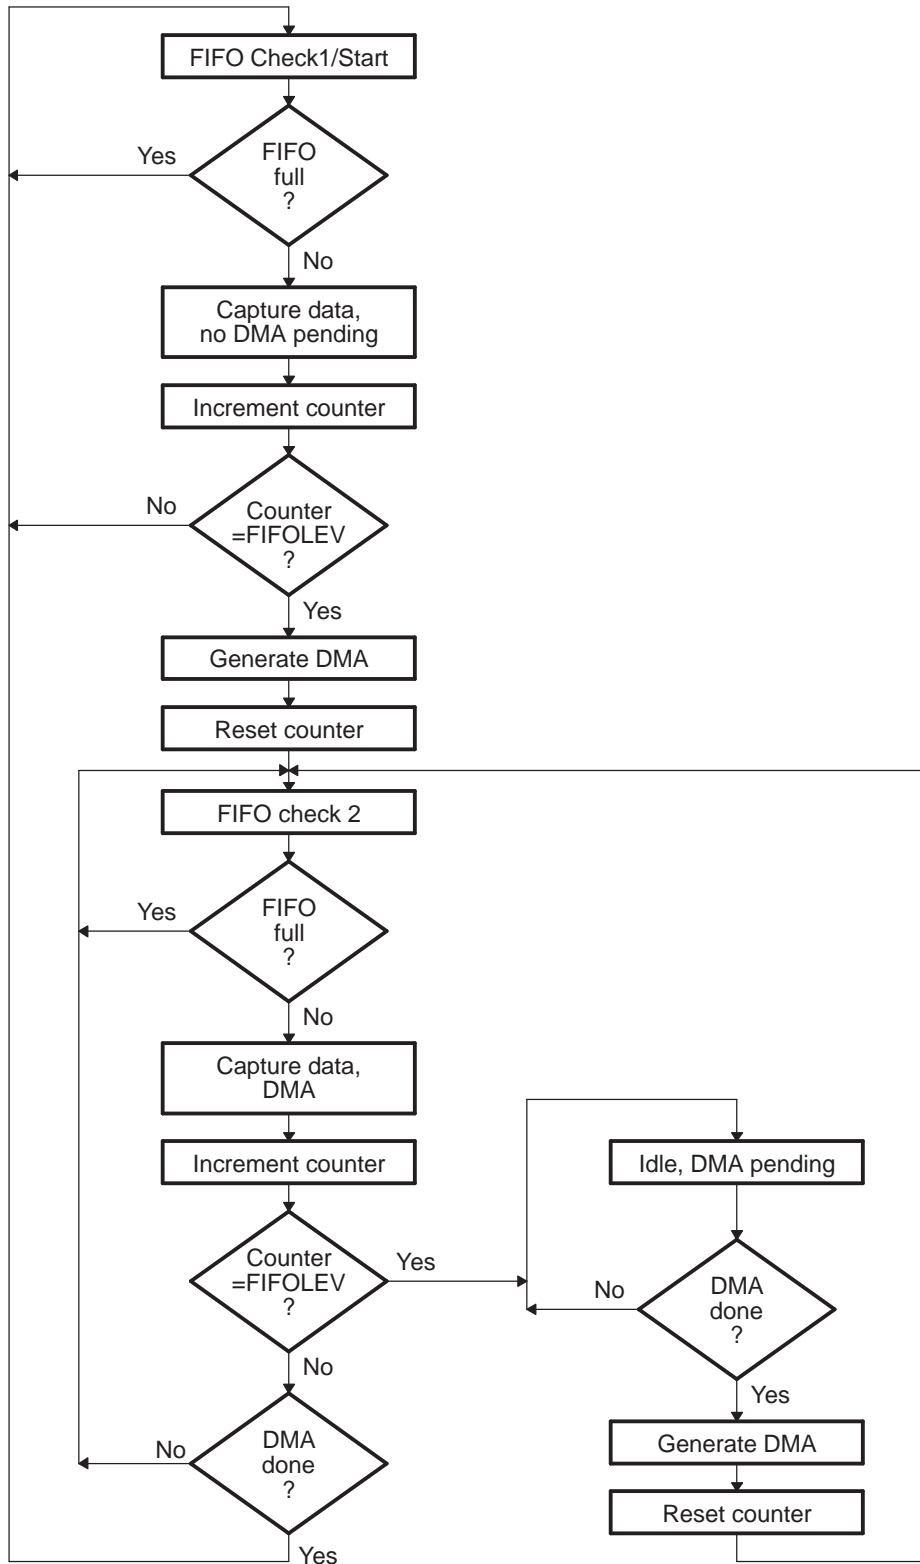 FIFO Check1/Start
FIFO
full
?
Yes
No
Capture data,
no DMA pending
Increment counter
Counter
=FIFOLEV
?
No
Yes
Generate DMA
Reset counter
FIFO check 2
FIFO
full
?
Yes
No
Capture data,
DMA
Increment counter
Counter
=FIFOLEV
?
Yes
No
DMA
done
?
No
Yes
Idle, DMA pending
DMA
done
?
No
Yes
Generate DMA
Reset counter